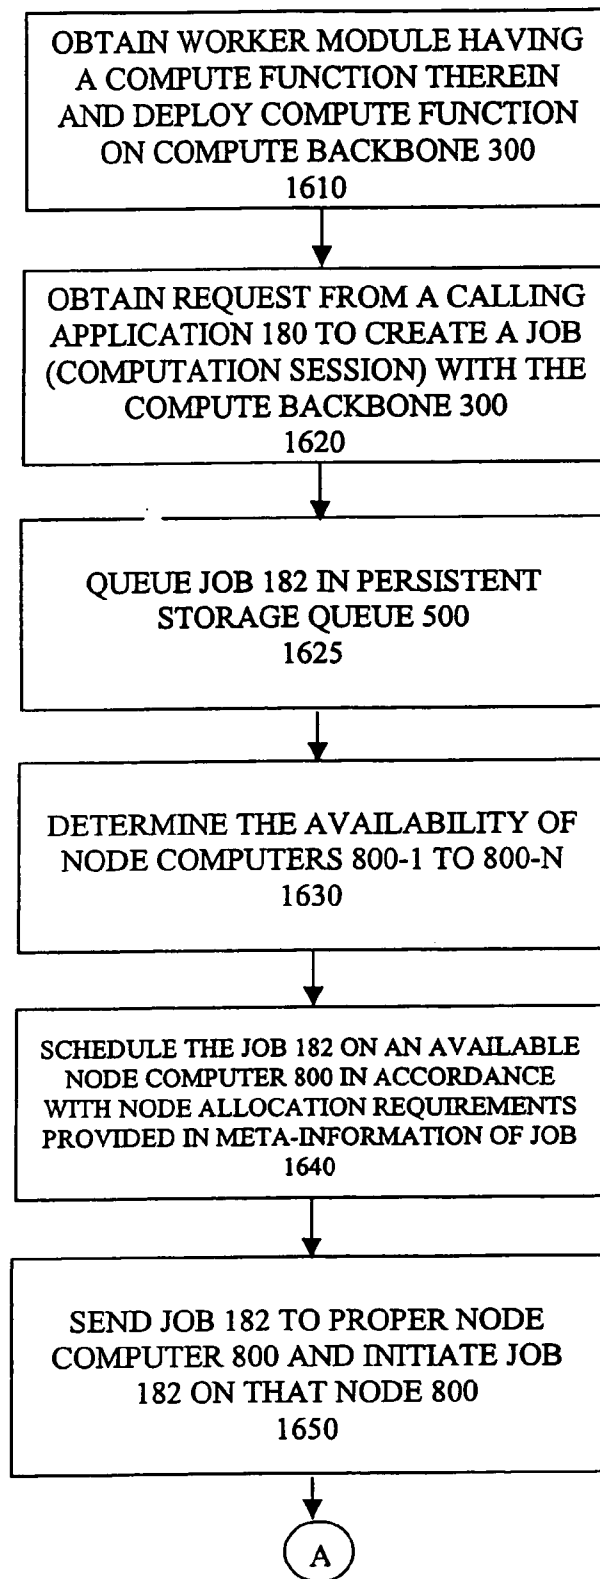 OBTAIN WORKER MODULE HAVING
A COMPUTE FUNCTION THEREIN
AND DEPLOY COMPUTE FUNCTION
ON COMPUTE BACKBONE 300
1610
OBTAIN REQUEST FROM A CALLING
APPLICATION 180 TO CREATE A JOB
(COMPUTATION SESSION) WITH THE
COMPUTE BACKBONE 300
1620
QUEUE JOB 182 IN PERSISTENT
STORAGE QUEUE 500
1625
DETERMINE THE AVAILABILITY OF
NODE COMPUTERS 800-1 TO 800-N
1630
SCHEDULE THE JOB 182 ON AN AVAILABLE
NODE COMPUTER 800 IN ACCORDANCE
WITH NODE ALLOCATION REQUIREMENTS
PROVIDED IN META-INFORMATION OF JOB
1640
SEND JOB 182 TO PROPER NODE
COMPUTER 800 AND INITIATE JOB
182 ON THAT NODE 800
1650
A